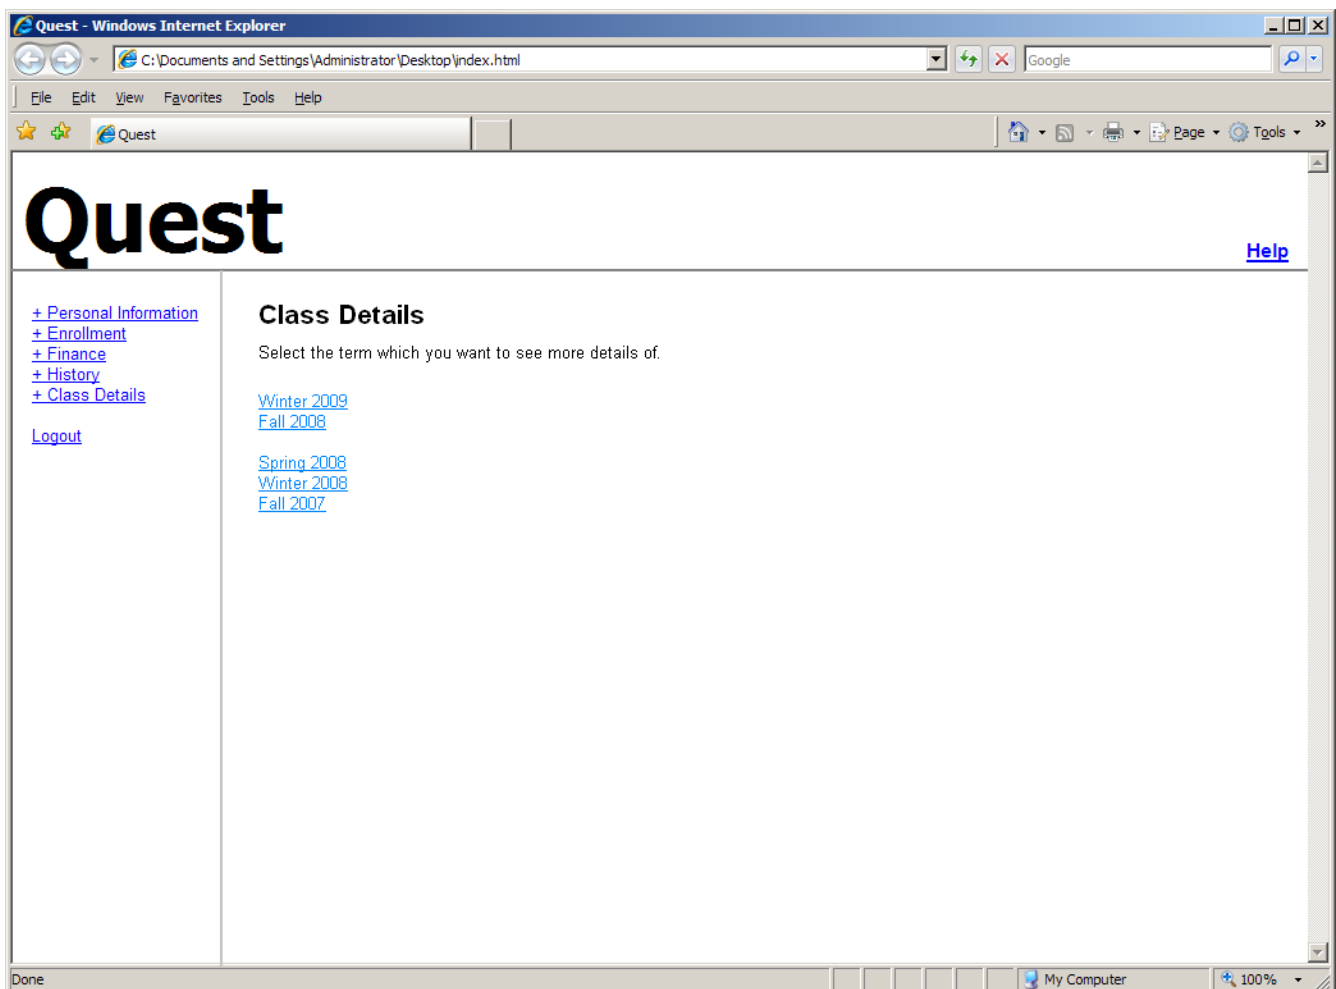 Quest - Windows Internet Explorer
C:\Documents and Settings\Administrator\Desktop\index.html
Google
File Edit View Favorites Tools Help
Quest
Page Tools »
Quest
Help
+ Personal Information
+ Enrollment
+ Finance
+ History
+ Class Details
Logout
Class Details
Select the term which you want to see more details of.
Winter 2009
Fall 2008
Spring 2008
Winter 2008
Fall 2007
Done
My Computer
100%